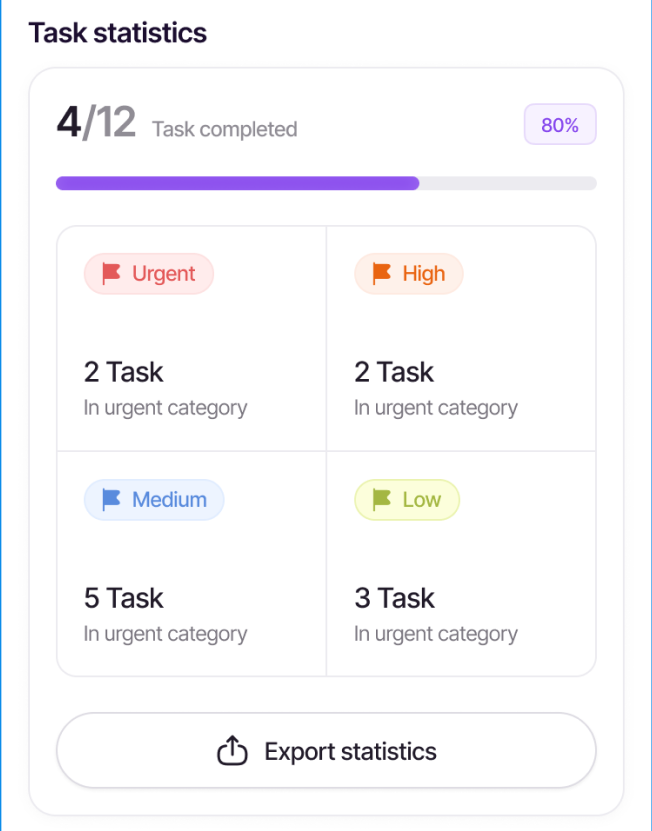 Task statistics
4/12 Task completed
80%
Urgent
High
2 Task
2 Task
In urgent category
In urgent category
Medium
Low
5 Task
3 Task
In urgent category
In urgent category
Export statistics